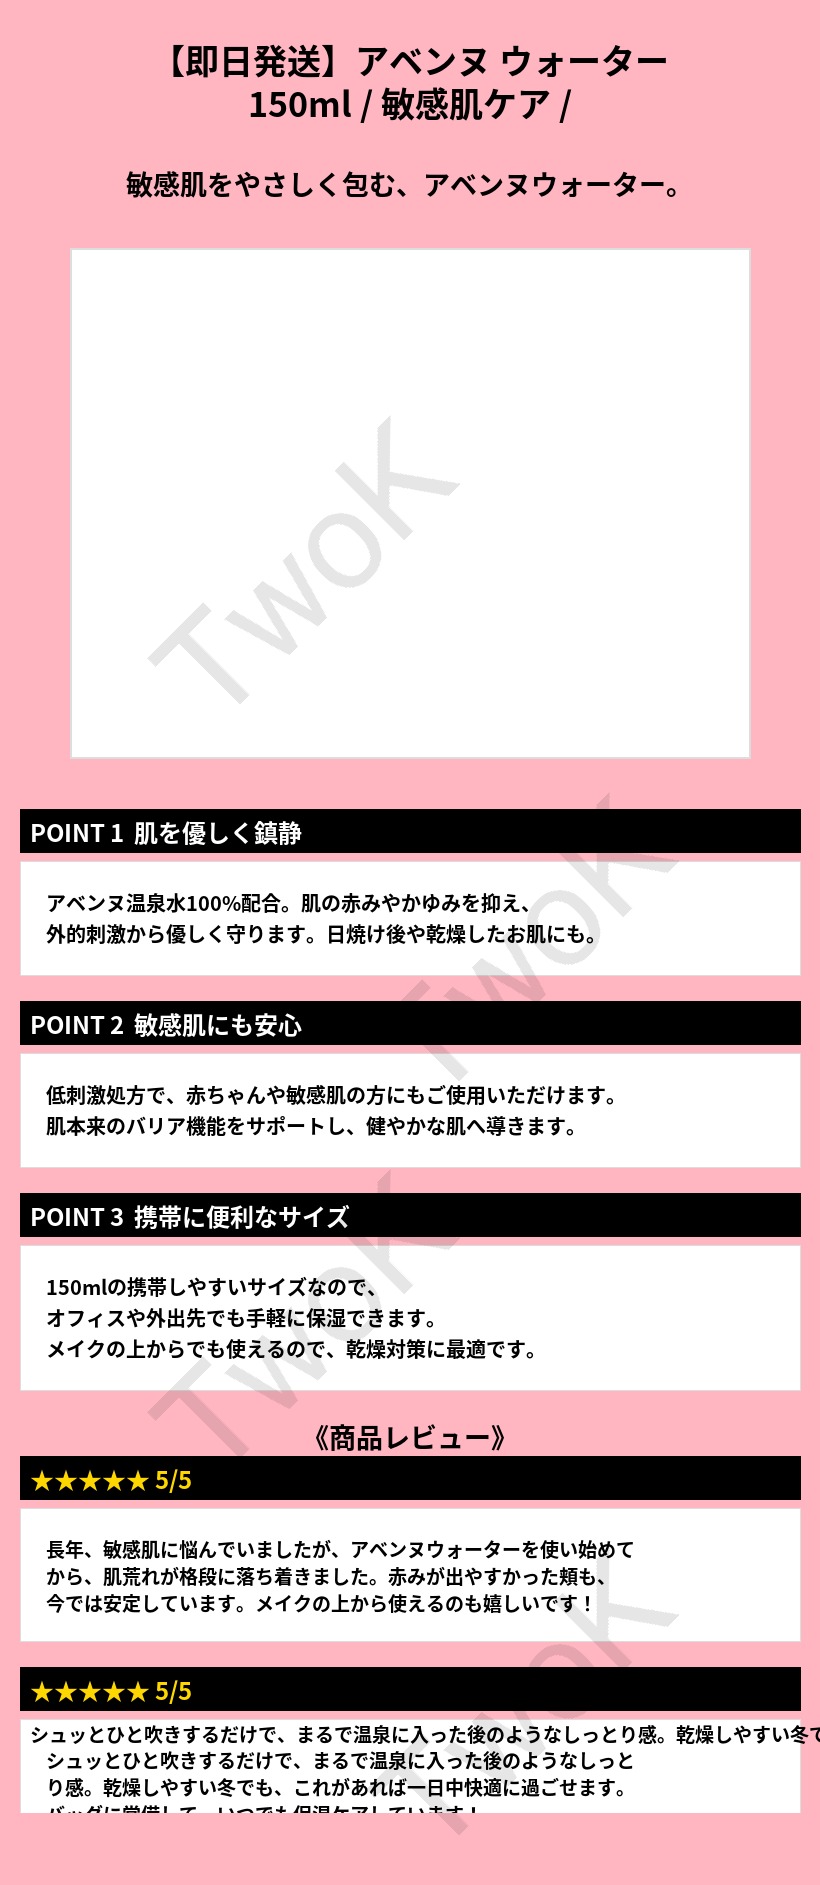 【即日発送】アベンヌ ウォーター
150ml / 敏感肌ケア /
敏感肌をやさしく包む、アベンヌウォーター。
TwoK
POINT 1 肌を優しく鎮静
アベンヌ温泉水100%配合。肌の赤みやかゆみを抑え、
外的刺激から優しく守ります。日焼け後や乾燥したお肌にも。
TwoK
POINT 2 敏感肌にも安心
低刺激処方で、赤ちゃんや敏感肌の方にもご使用いただけます。
肌本来のバリア機能をサポートし、健やかな肌へ導きます。
POINT 3 携帯に便利なサイズ
150mlの携帯しやすいサイズなので、
オフィスや外出先でも手軽に保湿できます。
メイクの上からでも使えるので、乾燥対策に最適です。
TwoK
《商品レビュー》
★★★★★ 5/5
長年、敏感肌に悩んでいましたが、アベンヌウォーターを使い始めて
から、肌荒れが格段に落ち着きました。赤みが出やすかった頬も、
今では安定しています。メイクの上から使えるのも嬉しいです！
★★★★★ 5/5
TwoK
シュッとひと吹きするだけで、まるで温泉に入った後のようなしっとり感。乾燥しやすい冬で
シュッとひと吹きするだけで、まるで温泉に入った後のようなしっと
り感。乾燥しやすい冬でも、これがあれば一日中快適に過ごせます。
バッグに常備して、いつでも保湿ケアしています！